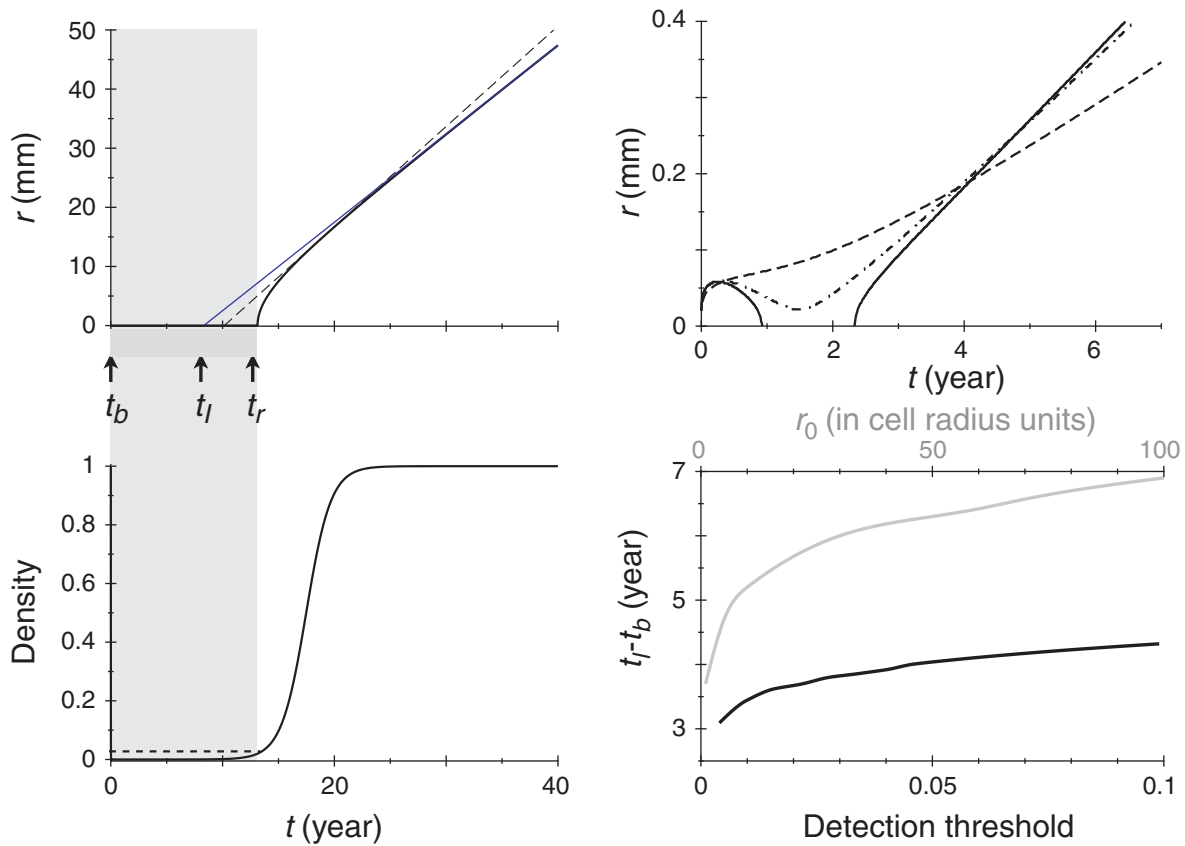 50
40
30
20
10
0
r (mm)
t_b
t_l
t_r
1
0.8
0.6
0.4
0.2
0
Density
0
20
40
t (year)
0.4
0.2
0
r (mm)
0
2
4
6
t (year)
r_0 (in cell radius units)
0
50
100
7
5
3
t_l-t_b (year)
0
0.05
0.1
Detection threshold